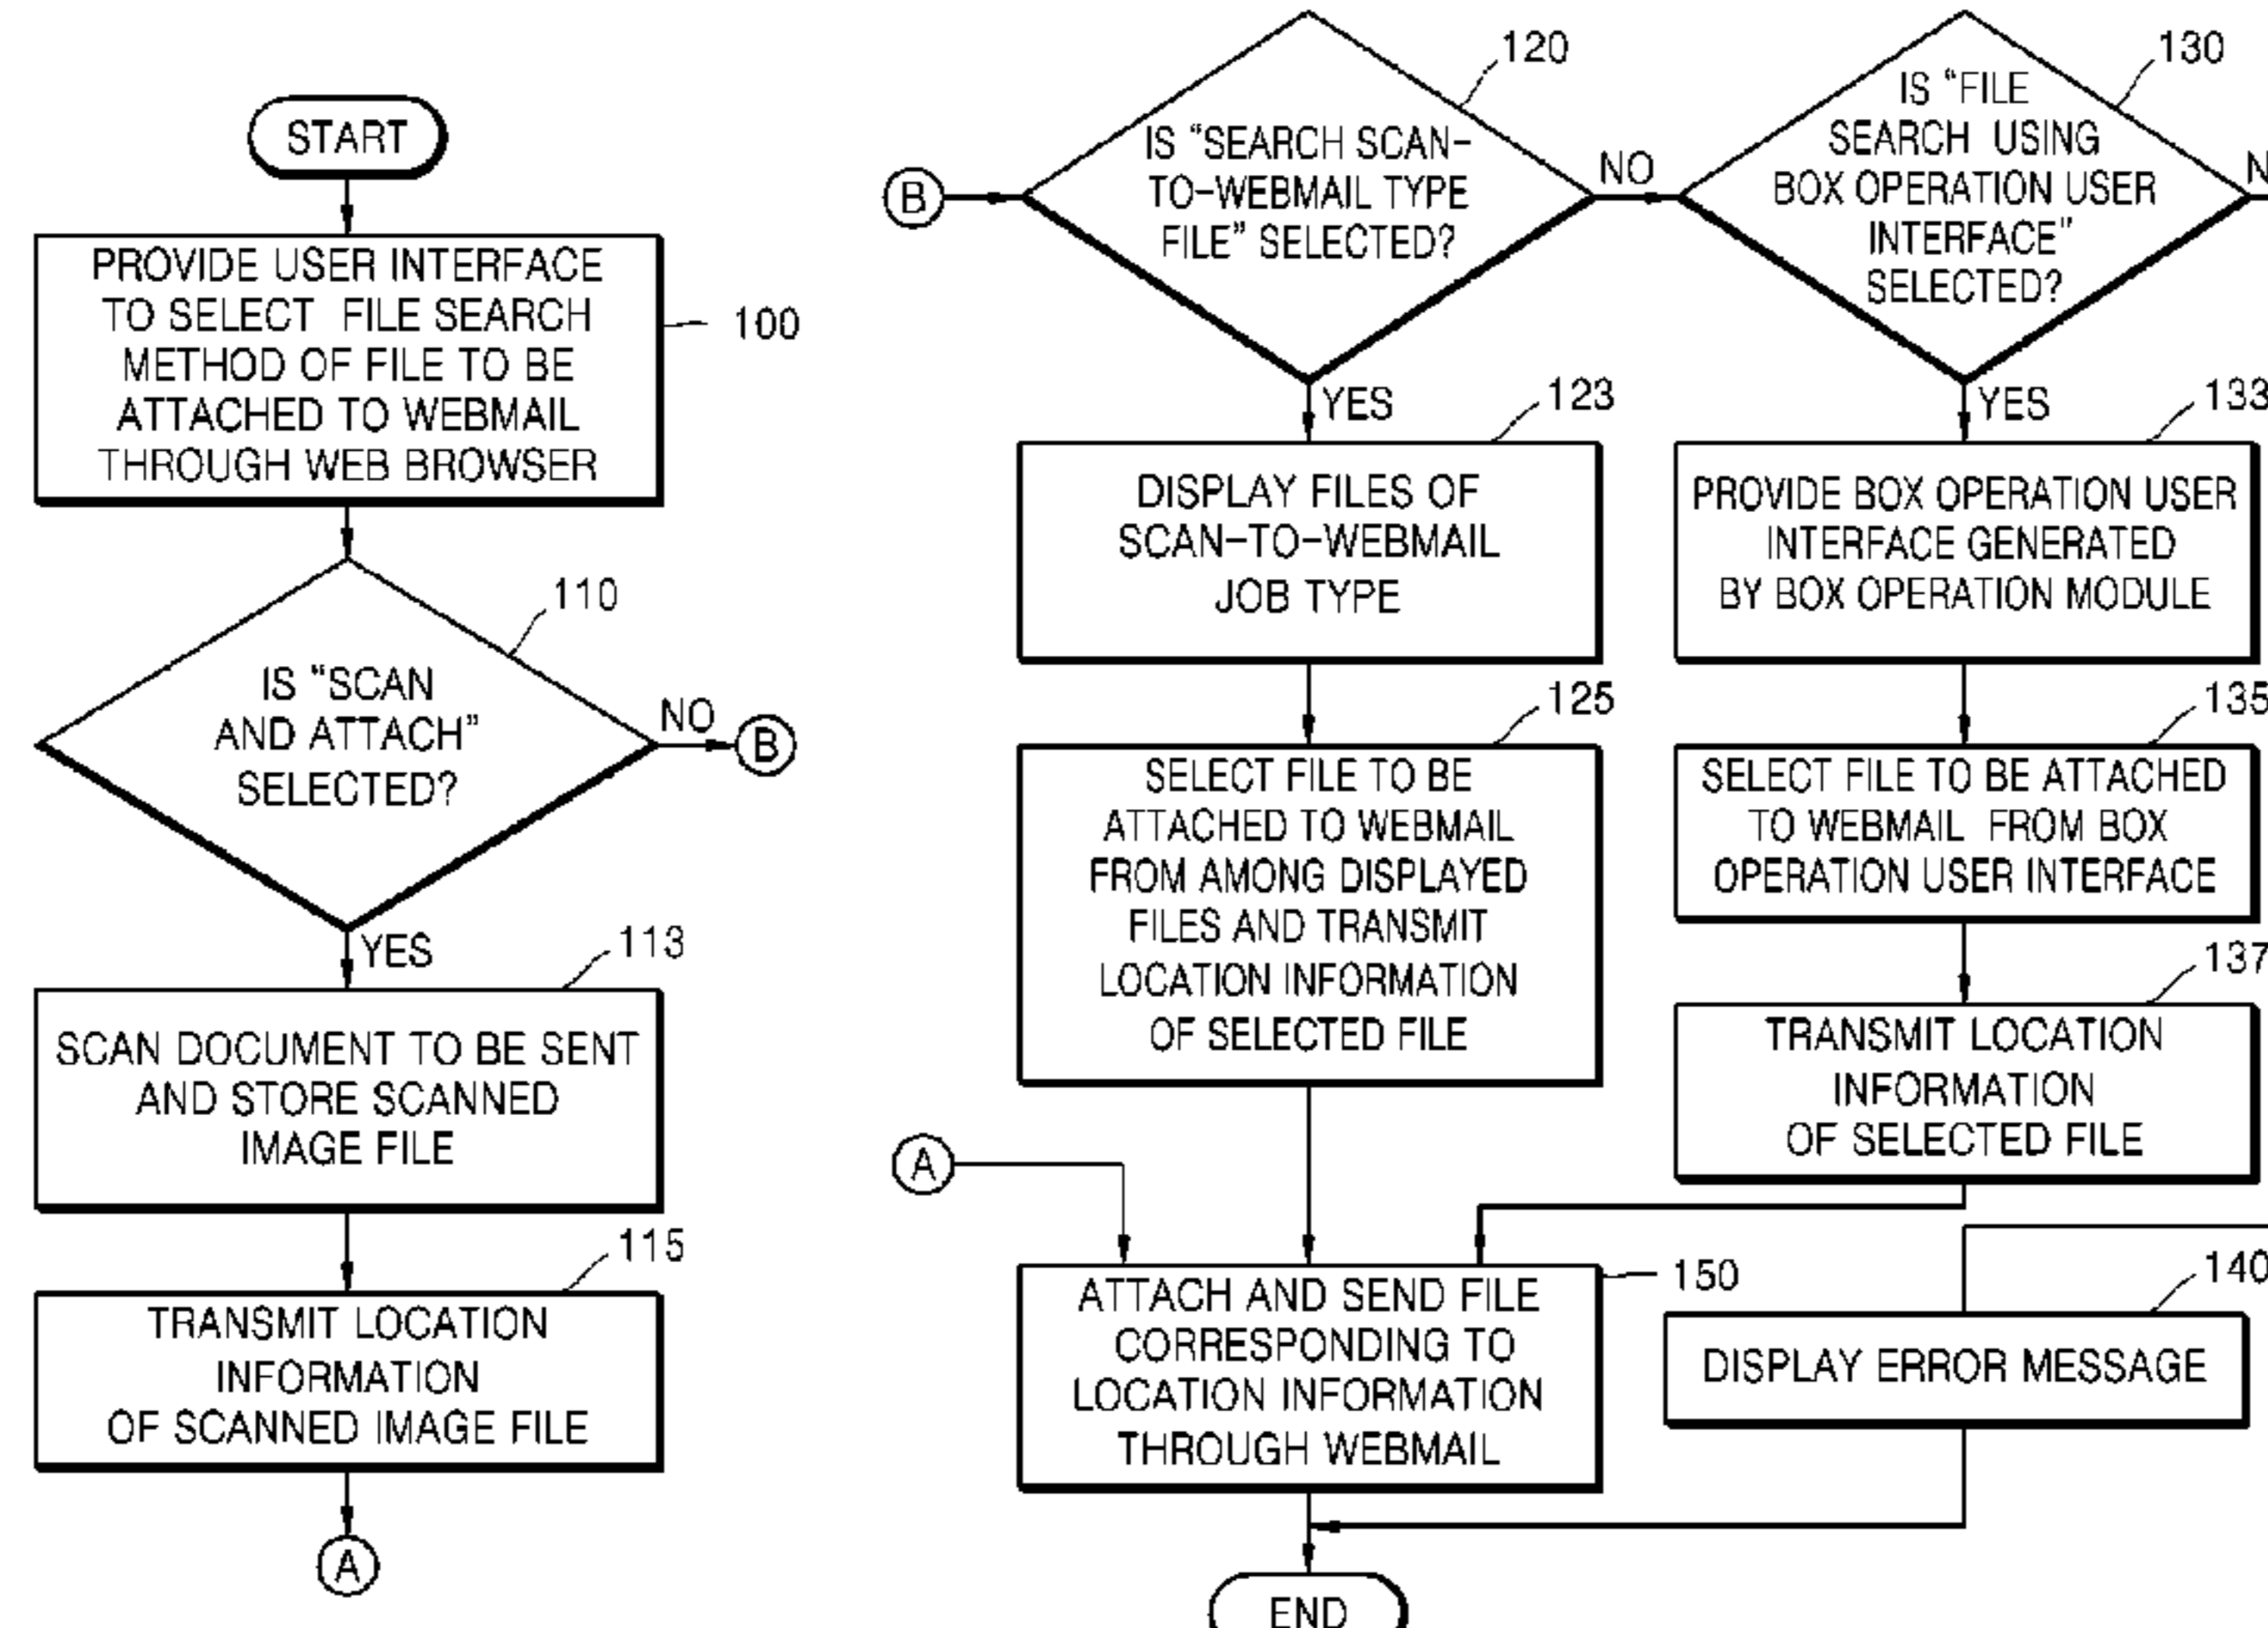 START
PROVIDE USER INTERFACE
TO SELECT FILE SEARCH
METHOD OF FILE TO BE
ATTACHED TO WEBMAIL
THROUGH WEB BROWSER
100
110
IS “SCAN
AND ATTACH”
SELECTED?
NO
B
YES
113
SCAN DOCUMENT TO BE SENT
AND STORE SCANNED
IMAGE FILE
115
TRANSMIT LOCATION
INFORMATION
OF SCANNED IMAGE FILE
A
B
120
IS “SEARCH SCAN-
TO-WEBMAIL TYPE
FILE” SELECTED?
NO
YES
123
DISPLAY FILES OF
SCAN-TO-WEBMAIL
JOB TYPE
125
SELECT FILE TO BE
ATTACHED TO WEBMAIL
FROM AMONG DISPLAYED
FILES AND TRANSMIT
LOCATION INFORMATION
OF SELECTED FILE
A
150
ATTACH AND SEND FILE
CORRESPONDING TO
LOCATION INFORMATION
THROUGH WEBMAIL
END
130
IS “FILE
SEARCH USING
BOX OPERATION USER
INTERFACE”
SELECTED?
YES
133
PROVIDE BOX OPERATION USER
INTERFACE GENERATED
BY BOX OPERATION MODULE
135
SELECT FILE TO BE ATTACHED
TO WEBMAIL FROM BOX
OPERATION USER INTERFACE
137
TRANSMIT LOCATION
INFORMATION
OF SELECTED FILE
140
DISPLAY ERROR MESSAGE